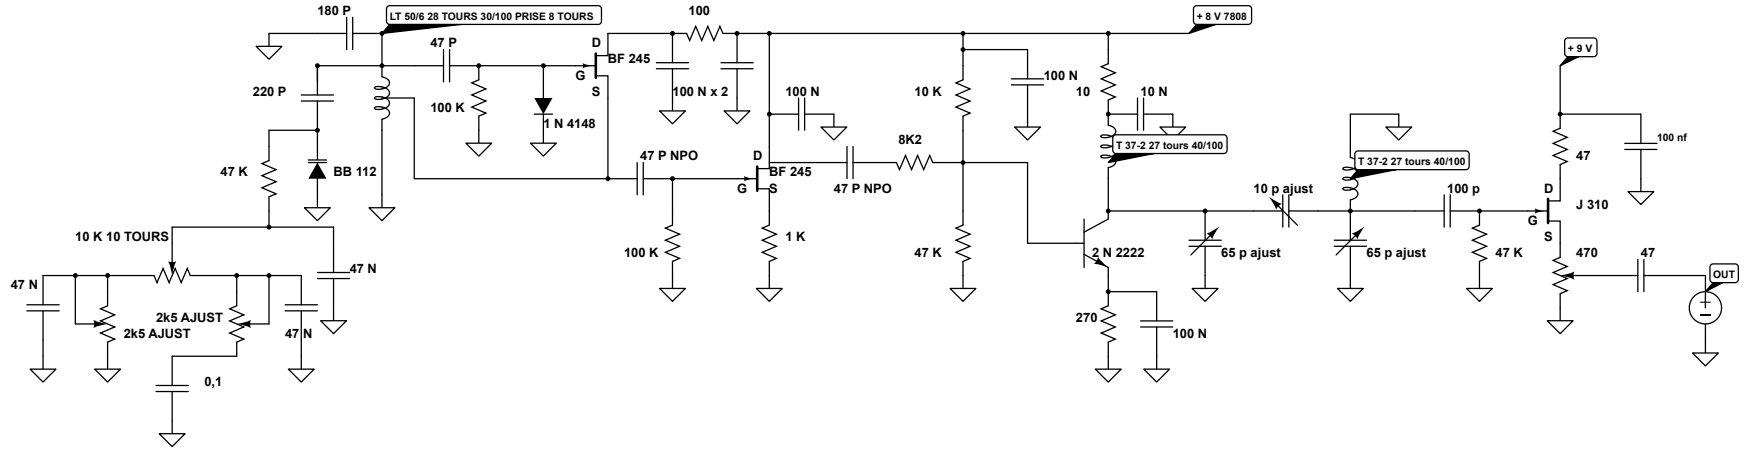 180 P
LT 50/6 28 TOURS 30/100 PRISE 8 TOURS
100
+ 8 V 7808
47 P
D
BF 245
G
S
+ 9 V
220 P
100 K
1 N 4148
100 N x 2
100 N
10 K
100 N
10
10 N
8K2
T 37-2 27 tours 40/100
100 nf
47
47 K
BB 112
47 P NPO
D
BF 245
G
S
47 P NPO
T 37-2 27 tours 40/100
10 p ajust
100 p
D
J 310
G
S
10 K 10 TOURS
100 K
1 K
47 K
2 N 2222
65 p ajust
65 p ajust
47 K
470
47
OUT
47 N
47 N
2k5 AJUST
2k5 AJUST
47 N
270
100 N
0,1